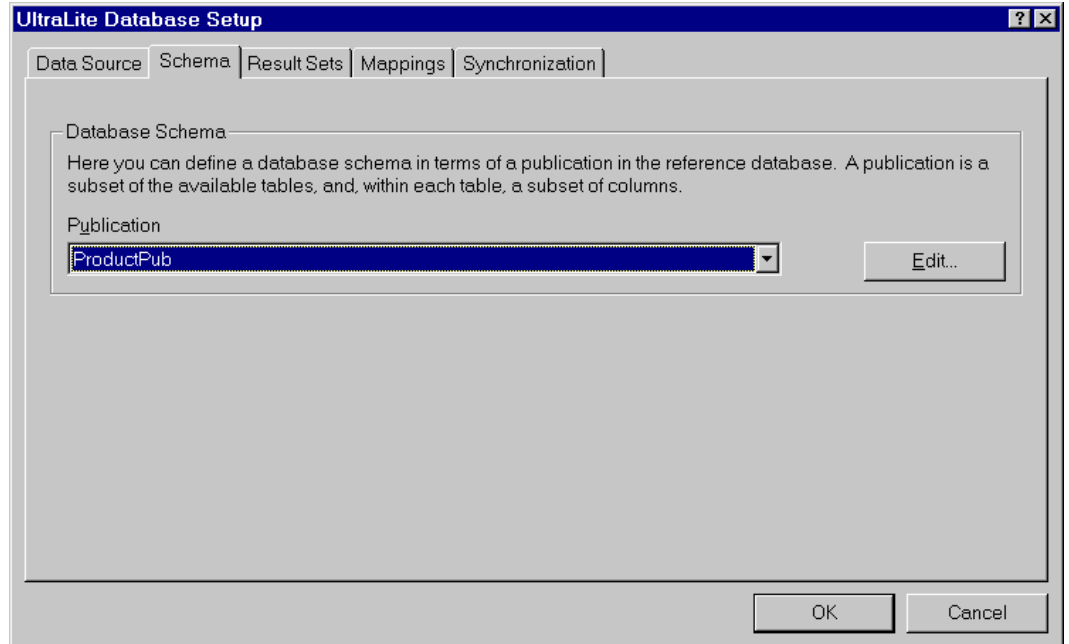 UltraLite Database Setup
Data Source Schema Result Sets Mappings Synchronization
Database Schema
Here you can define a database schema in terms of a publication in the reference database. A publication is a
subset of the available tables, and, within each table, a subset of columns.
Publication
ProductPub
Edit...
OK Cancel